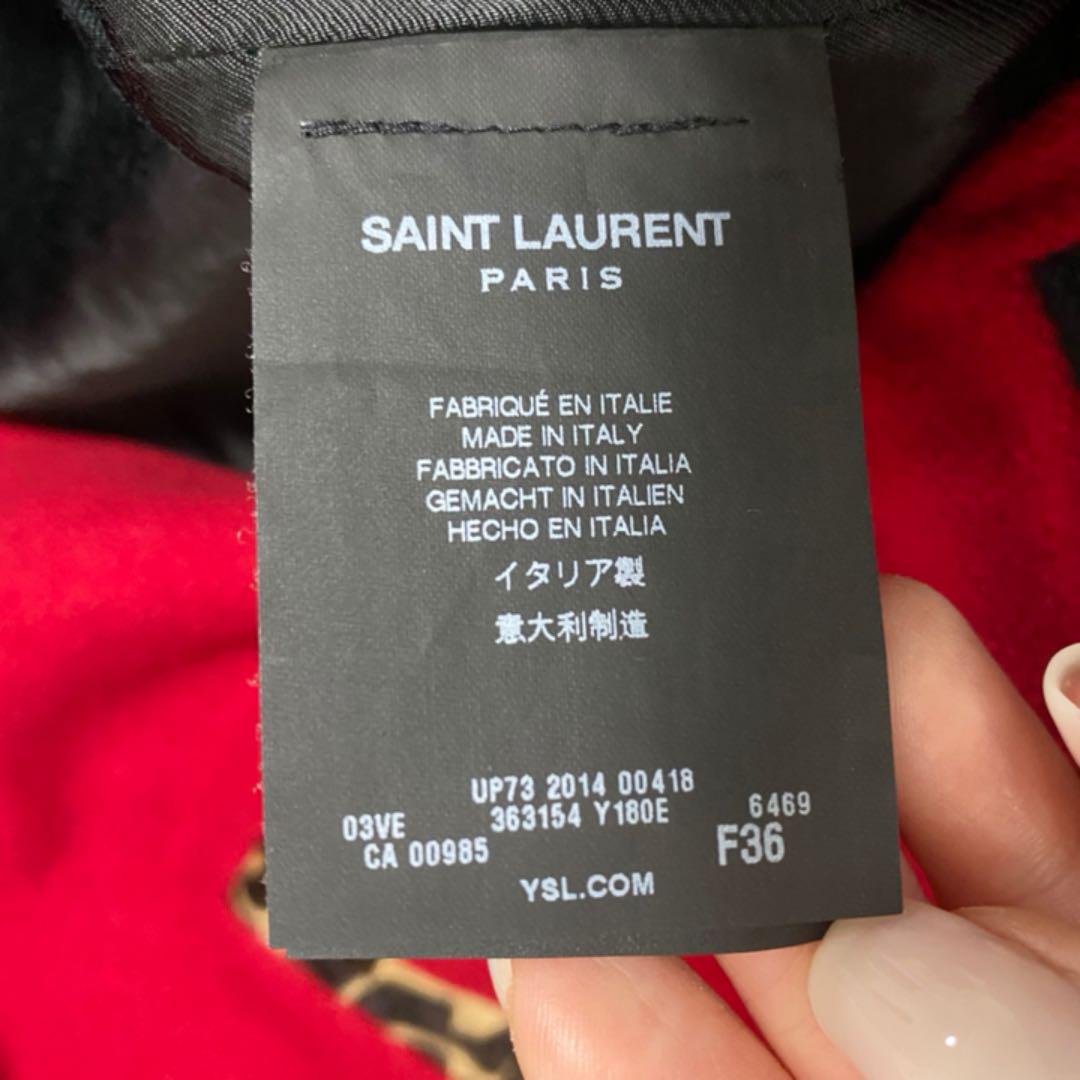 SAINT LAURENT
PARIS
FABRIQUÉ EN ITALIE
MADE IN ITALY
FABBRICATO IN ITALIA
GEMACHT IN ITALIEN
HECHO EN ITALIA
イタリア製
意大利制造
UP73 2014 00418
03VE 363154 Y180E 6469
CA 00985 F36
YSL.COM